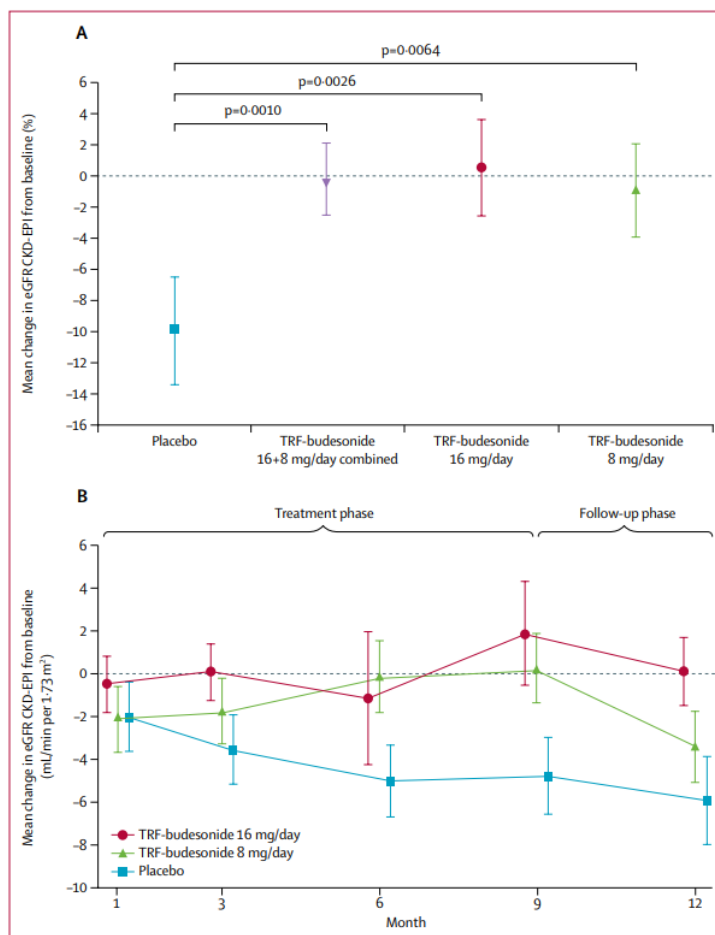 A
p=0·0064
p=0·0026
p=0·0010
Mean change in eGFR CKD-EPI from baseline (%)
6
4
2
0
−2
−4
−6
−8
−10
−12
−14
−16
Placebo
TRF-budesonide
16+8 mg/day combined
TRF-budesonide
16 mg/day
TRF-budesonide
8 mg/day
B
Treatment phase
Follow-up phase
Mean change in eGFR CKD-EPI from baseline
(mL/min per 1·73 m²)
6
4
2
0
−2
−4
−6
−8
−10
TRF-budesonide 16 mg/day
TRF-budesonide 8 mg/day
Placebo
1
3
6
9
12
Month